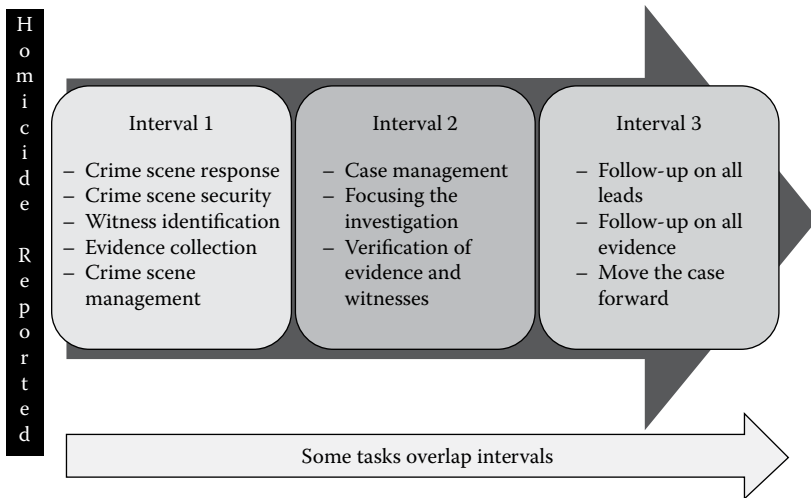 Homicide Reported
Interval 1
– Crime scene response
– Crime scene security
– Witness identification
– Evidence collection
– Crime scene
management
Interval 2
– Case management
– Focusing the
investigation
– Verification of
evidence and
witnesses
Interval 3
– Follow-up on all
leads
– Follow-up on all
evidence
– Move the case
forward
Some tasks overlap intervals